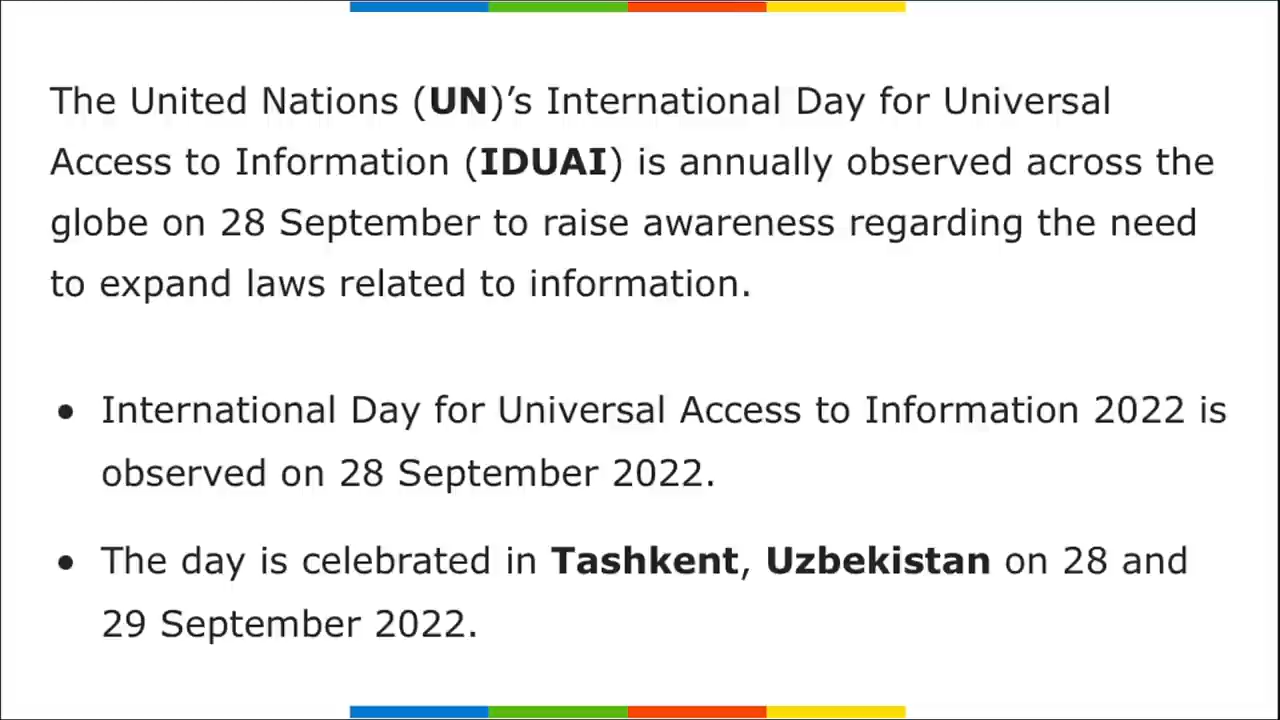 The United Nations (UN)’s International Day for Universal
Access to Information (IDUAI) is annually observed across the
globe on 28 September to raise awareness regarding the need
to expand laws related to information.
• International Day for Universal Access to Information 2022 is
observed on 28 September 2022.
• The day is celebrated in Tashkent, Uzbekistan on 28 and
29 September 2022.